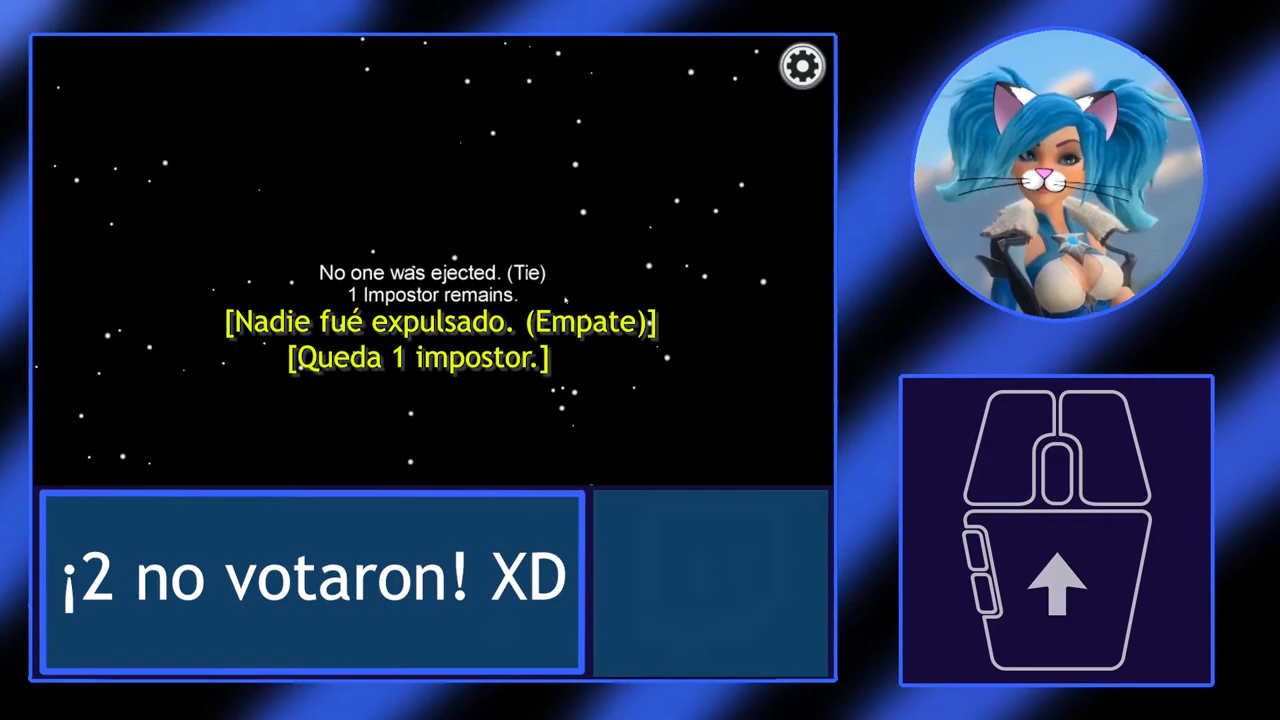 No one was ejected. (Tie)
1 Impostor remains.
[Nadie fué expulsado. (Empate)]
[Queda 1 impostor.]
¡2 no votaron! XD